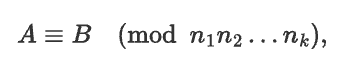 A ≡ B (mod n₁n₂ … nₖ),